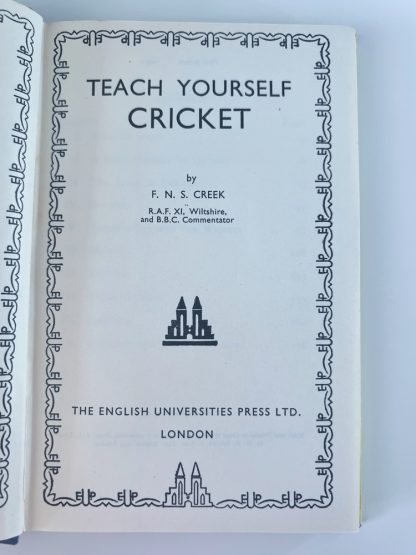 TEACH YOURSELF
CRICKET
by
F. N. S. CREEK
R.A.F. XI, Wiltshire,
and B.B.C. Commentator
THE ENGLISH UNIVERSITIES PRESS LTD.
LONDON